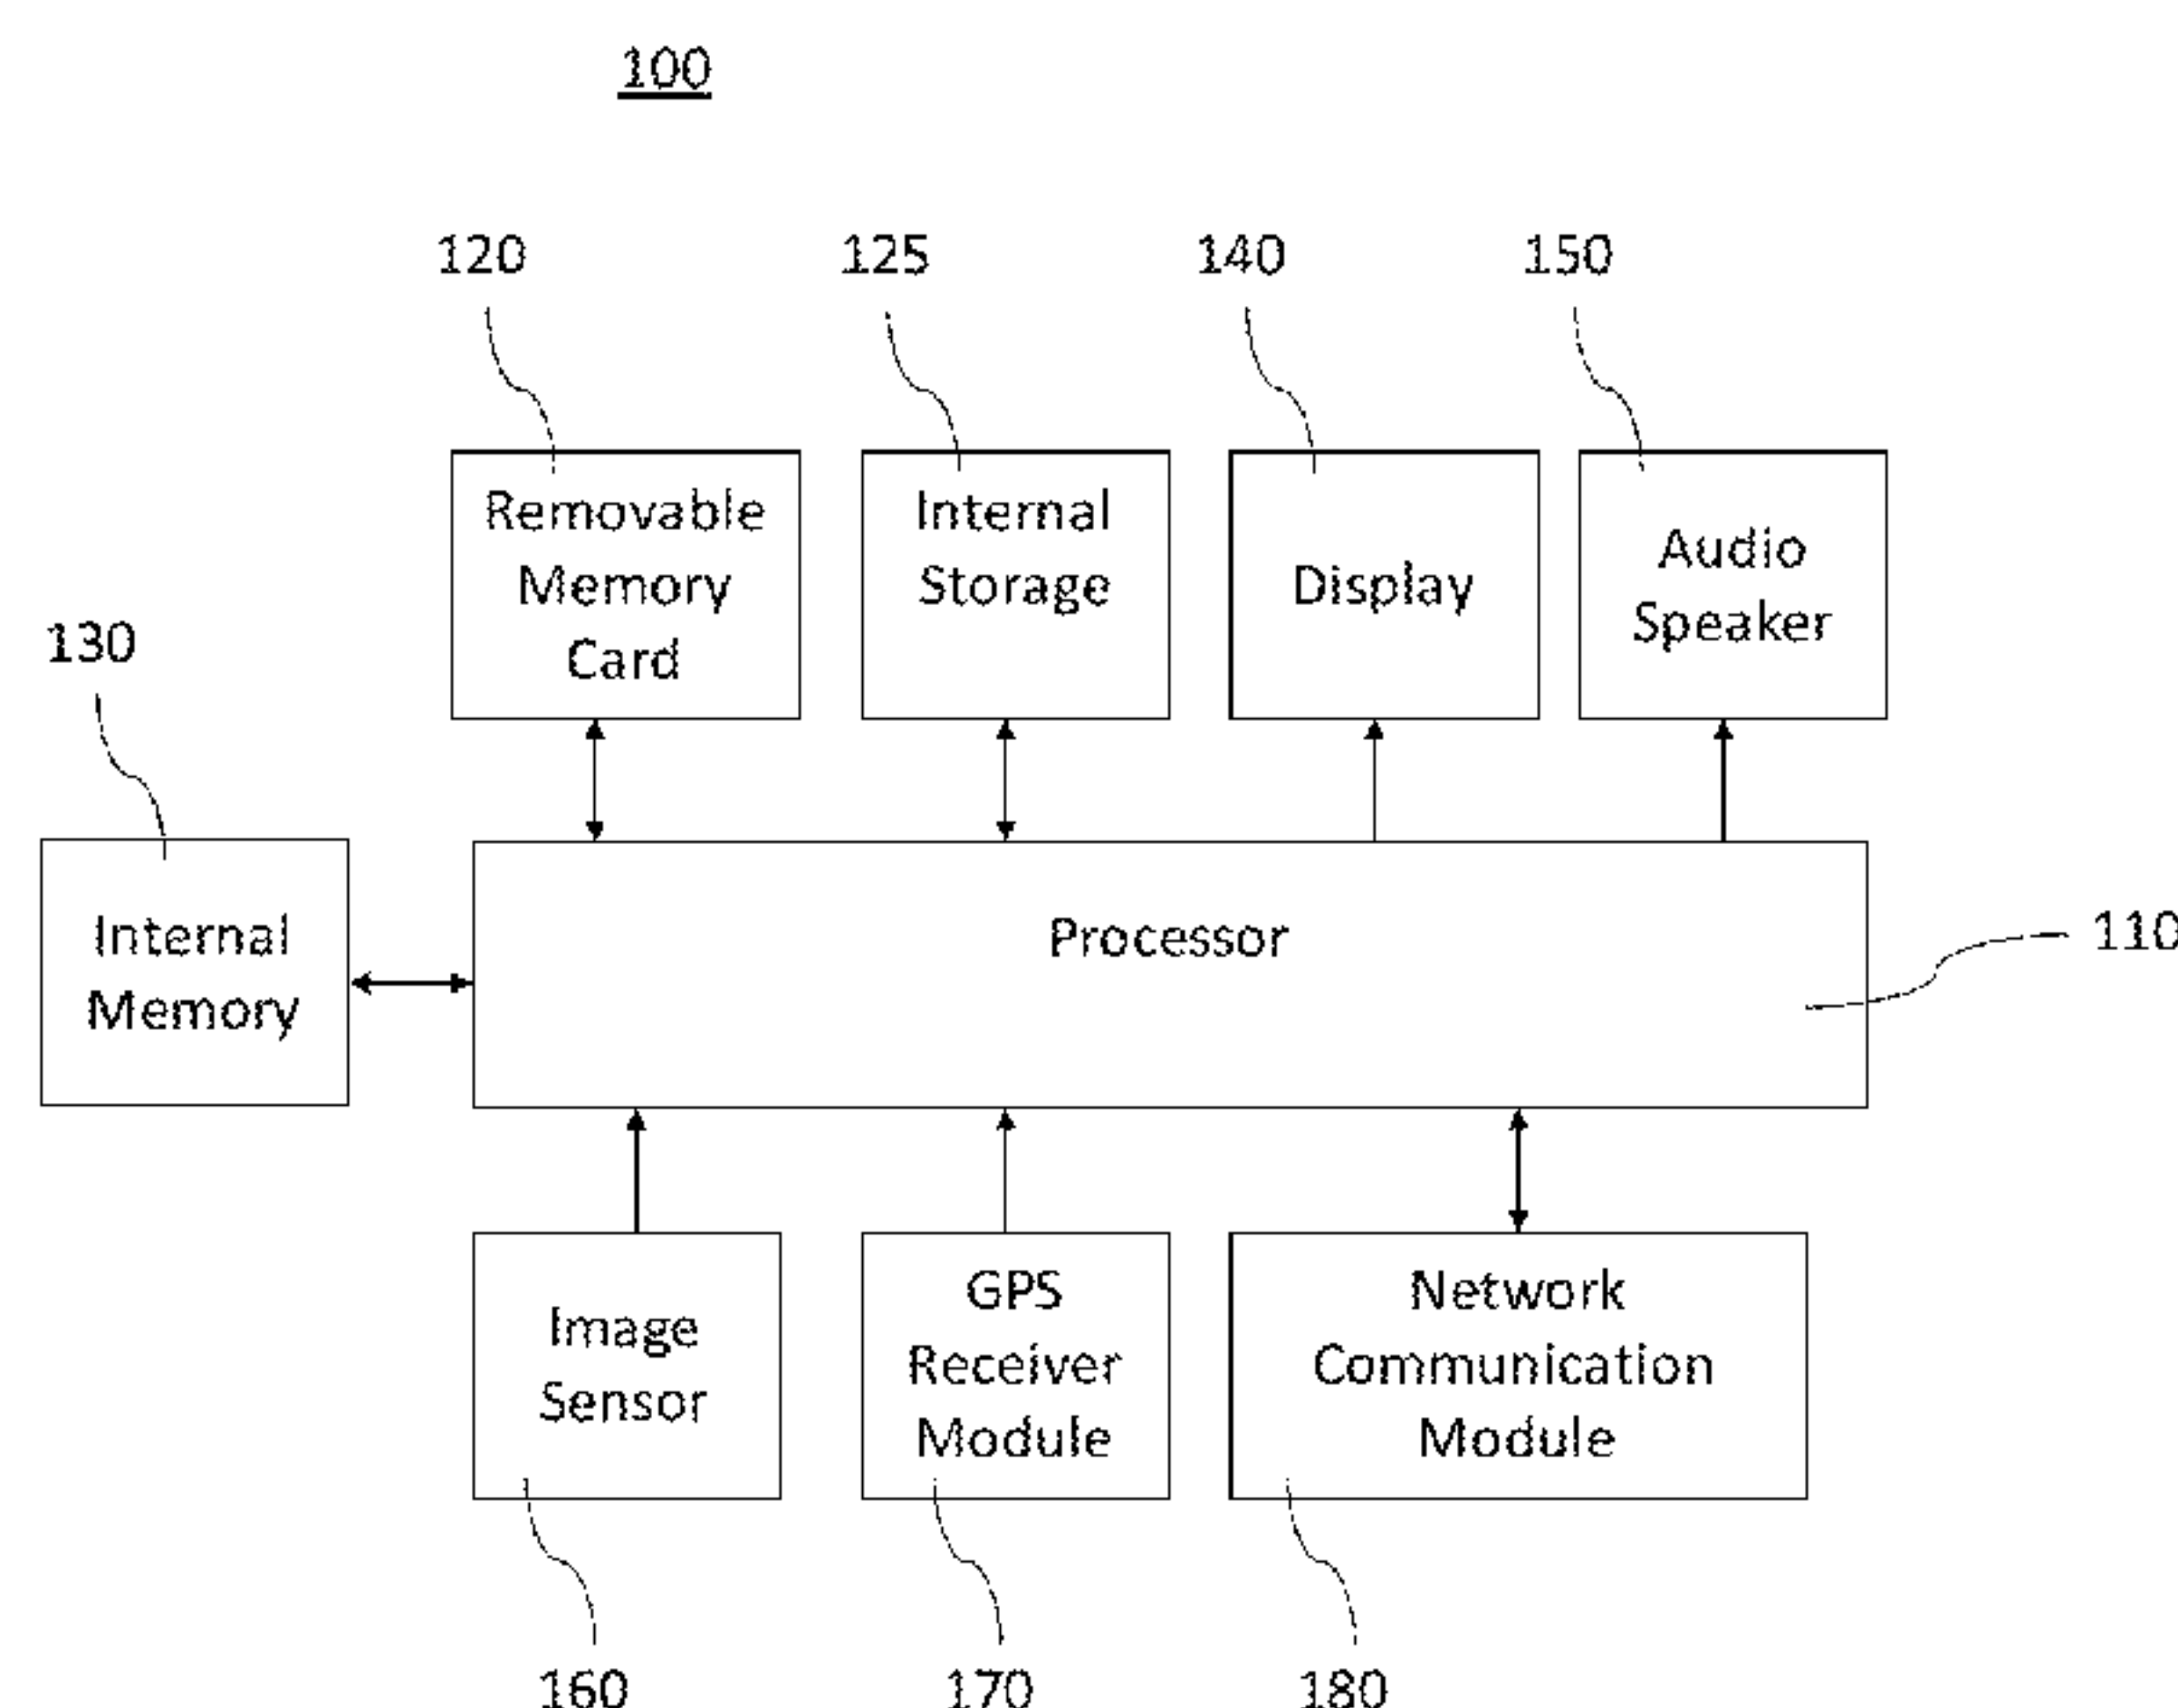 100
120
125
140
150
Removable
Memory
Card
Internal
Storage
Display
Audio
Speaker
130
Internal
Memory
Processor
110
Image
Sensor
GPS
Receiver
Module
Network
Communication
Module
160
170
180